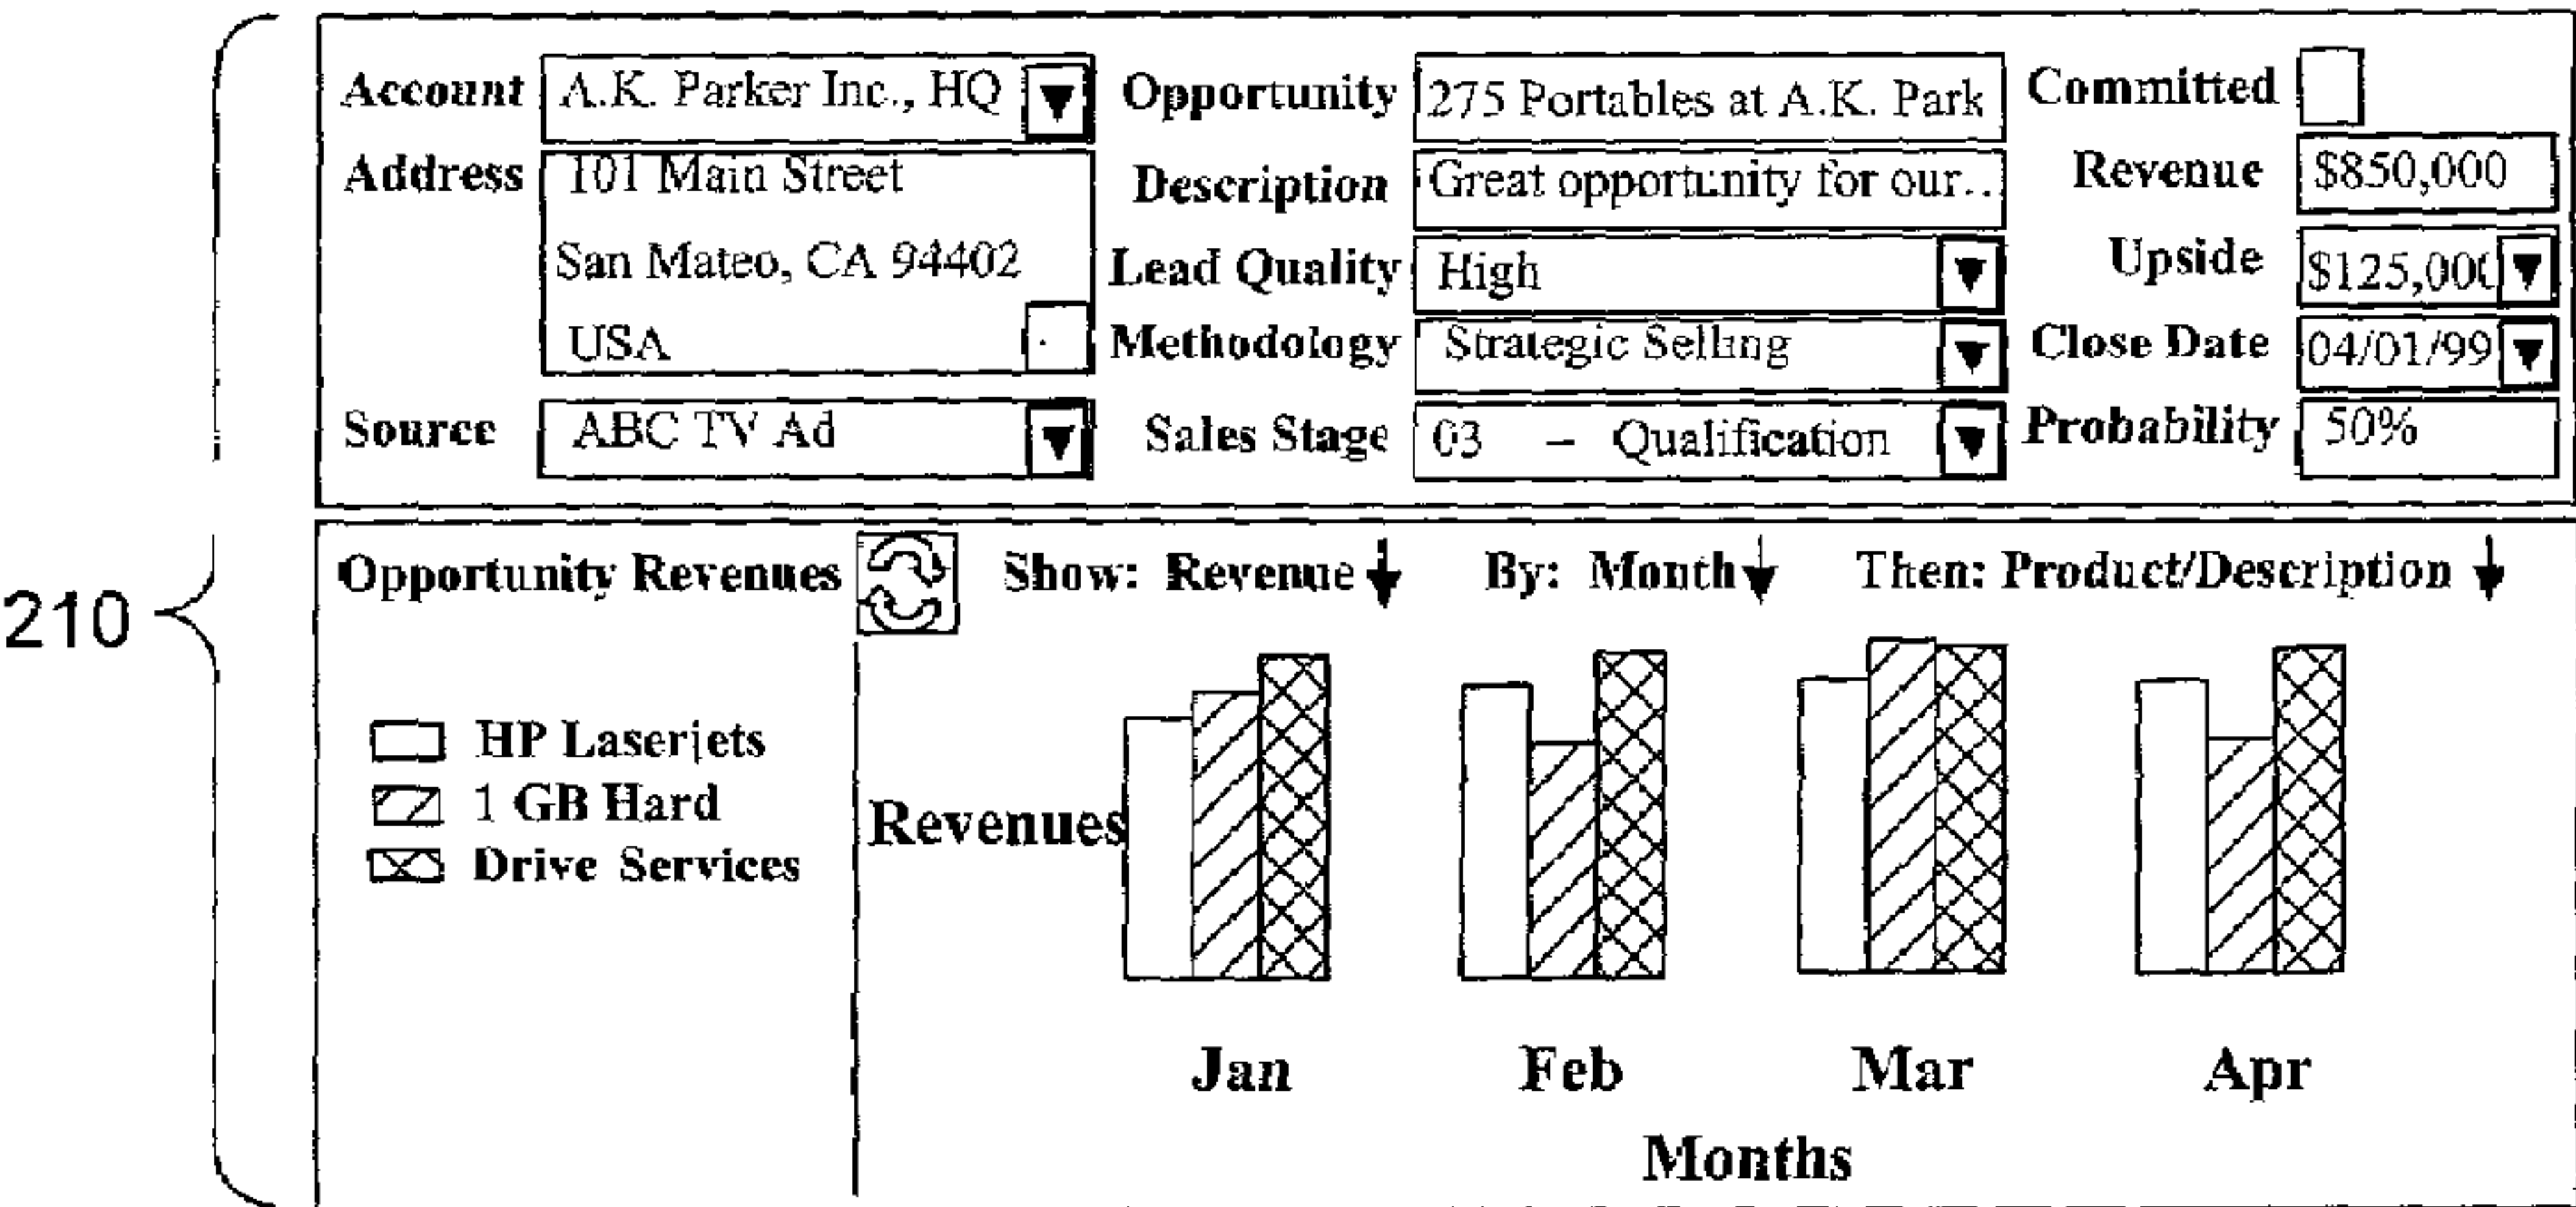 Account A.K. Parker Inc., HQ Opportunity 275 Portables at A.K. Park Committed
Address 101 Main Street Description Great opportunity for our.. Revenue $850,000
San Mateo, CA 94402 Lead Quality High Upside $125,000
USA Methodology Strategic Selling Close Date 04/01/99
Source ABC TV Ad Sales Stage 03 – Qualification Probability 50%
210
Opportunity Revenues Show: Revenue By: Month Then: Product/Description
HP Laserjets
1 GB Hard
Drive Services
Revenues
Jan Feb Mar Apr
Months